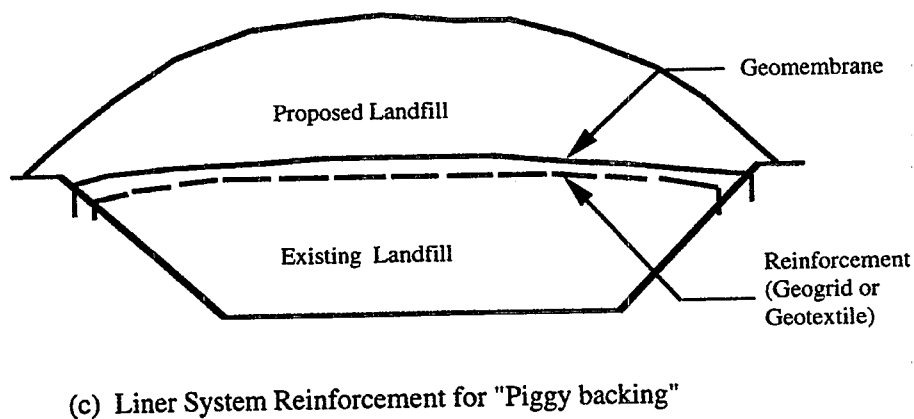 Geomembrane
Proposed Landfill
Existing Landfill
Reinforcement
(Geogrid or
Geotextile)
(c) Liner System Reinforcement for "Piggy backing"